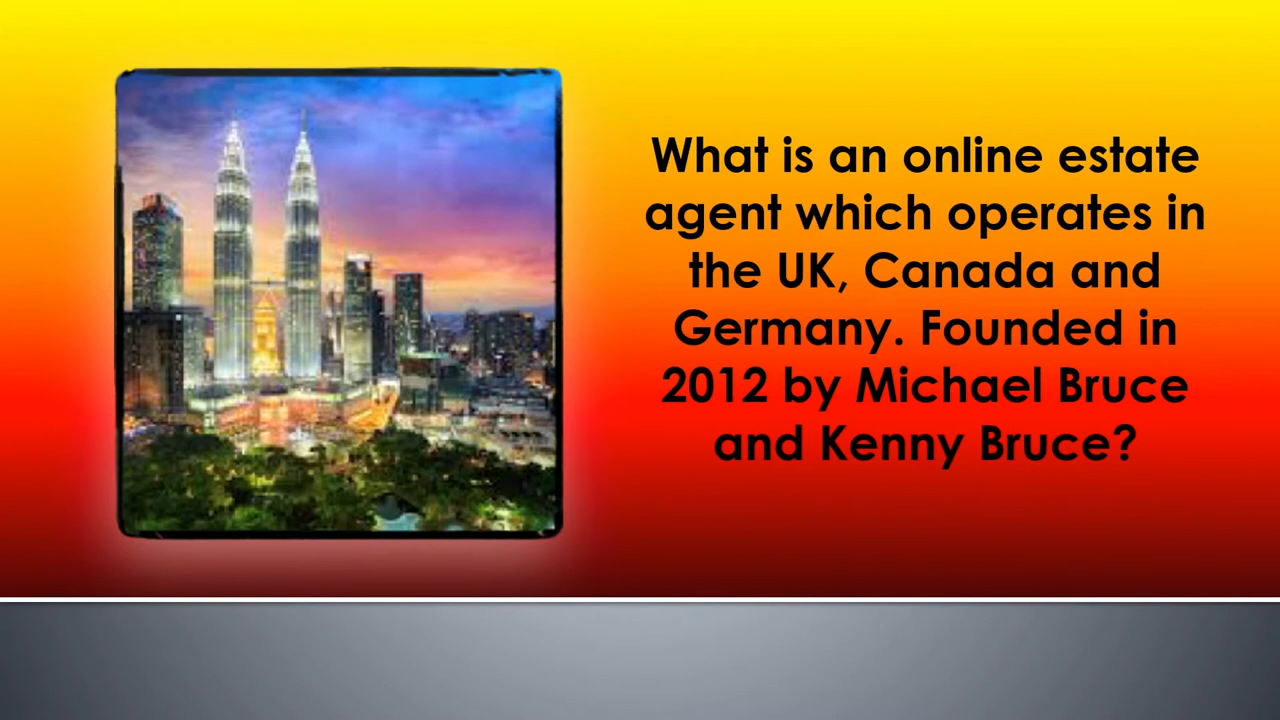 What is an online estate
agent which operates in
the UK, Canada and
Germany. Founded in
2012 by Michael Bruce
and Kenny Bruce?